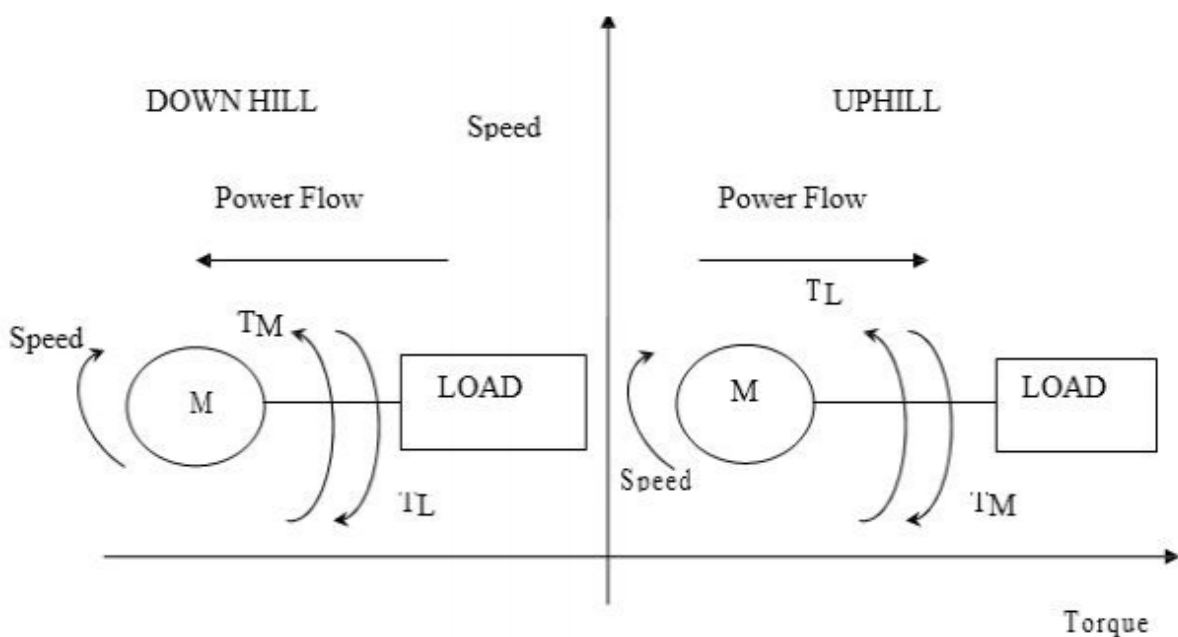 DOWN HILL
Speed
UPHILL
Power Flow
Power Flow
TL
Speed
TM
M
LOAD
M
LOAD
Speed
TL
TM
Torque